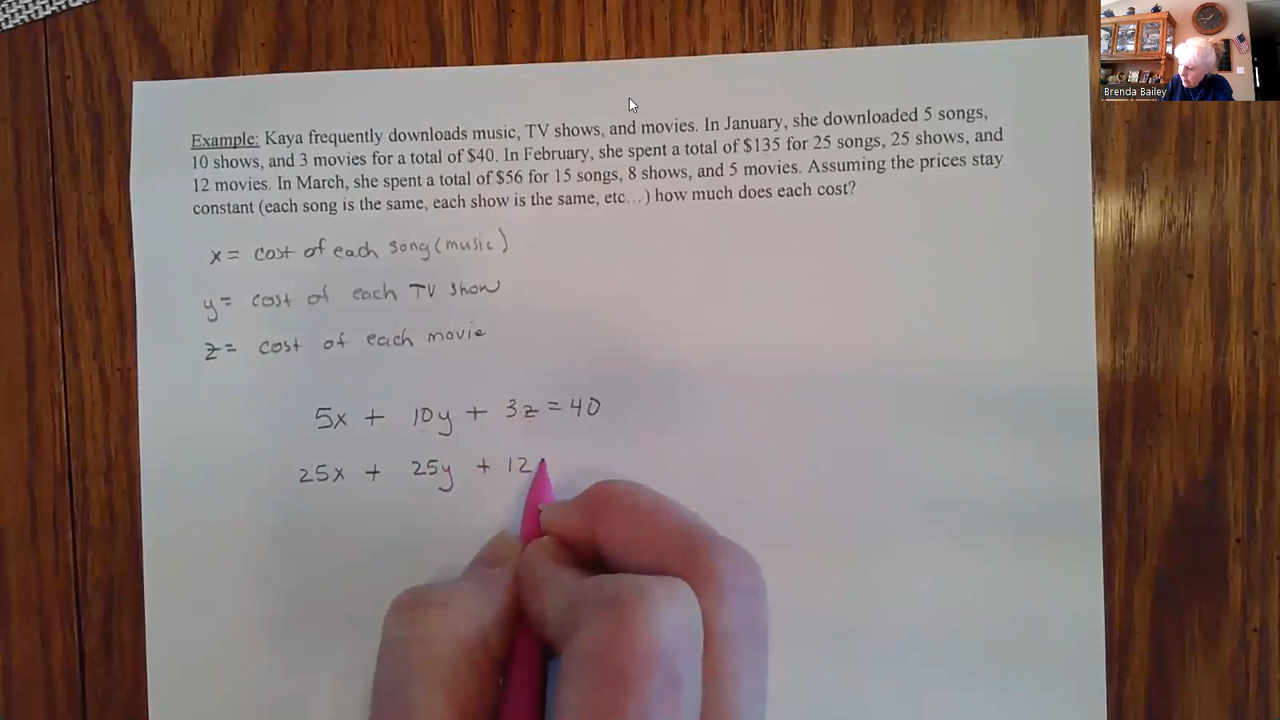 Example: Kaya frequently downloads music, TV shows, and movies. In January, she downloaded 5 songs,
10 shows, and 3 movies for a total of $40. In February, she spent a total of $135 for 25 songs, 25 shows, and
12 movies. In March, she spent a total of $56 for 15 songs, 8 shows, and 5 movies. Assuming the prices stay
constant (each song is the same, each show is the same, etc…) how much does each cost?
x = cost of each song (music)
y = cost of each TV show
z = cost of each movie
5x + 10y + 3z = 40
25x + 25y + 12
Brenda Bailey